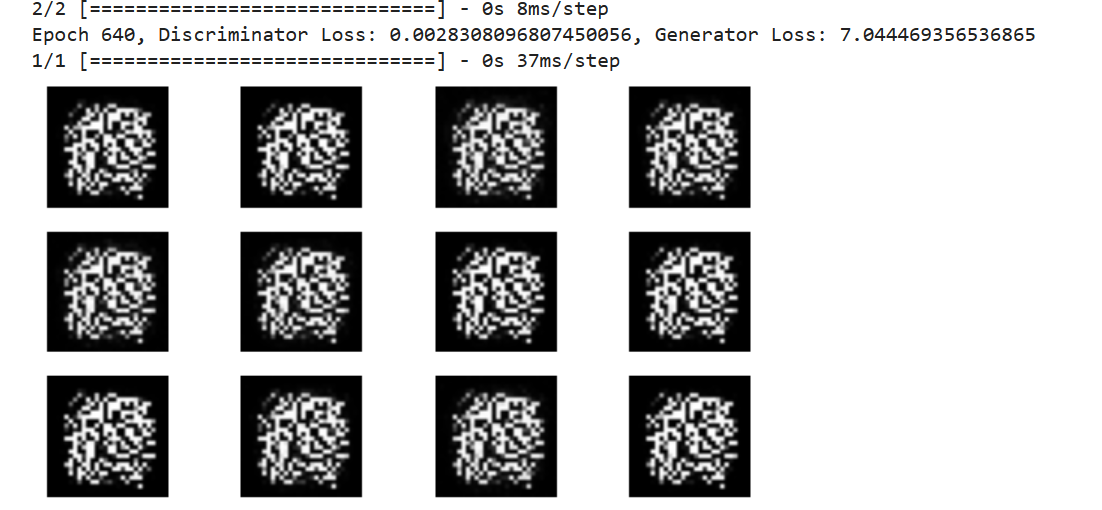 2/2 [==============================] - 0s 8ms/step
Epoch 640, Discriminator Loss: 0.0028308096807450056, Generator Loss: 7.044469356536865
1/1 [==============================] - 0s 37ms/step